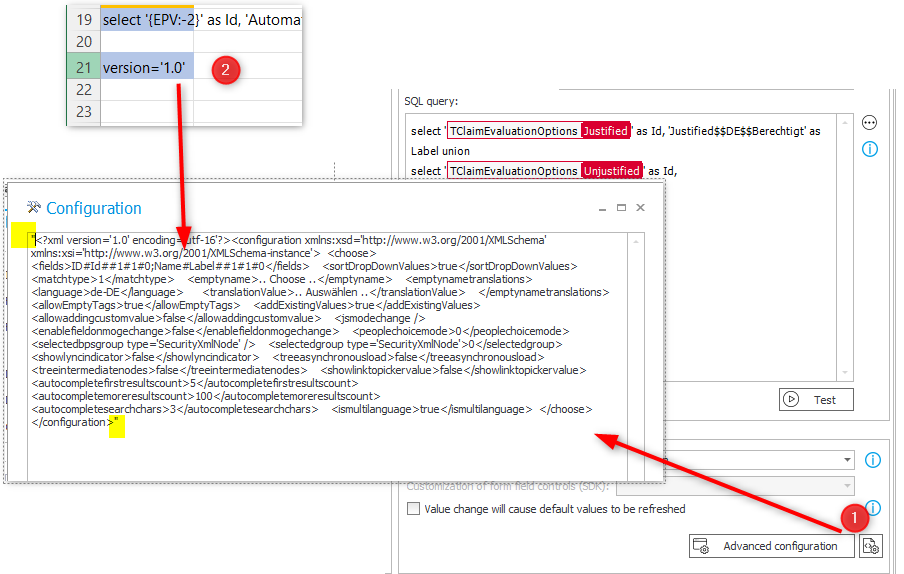 19 select '{EPV:-2}' as Id, 'Automa
20
21 version='1.0'
2
22
23
SQL query:
select 'TClaimEvaluationOptions Justified' as Id, 'Justified$$DE$$Berechtigt' as
Label union
select 'TClaimEvaluationOptions Unjustified' as Id,
Configuration
"<?xml version='1.0' encoding='utf-16'?><configuration xmlns:xsd='http://www.w3.org/2001/XMLSchema'
xmlns:xsi='http://www.w3.org/2001/XMLSchema-instance'> <choose>
<fields>ID#Id##1#1#0;Name#Label##1#1#0</fields> <sortDropDownValues>true</sortDropDownValues>
<matchtype>1</matchtype> <emptyname>.. Choose ..</emptyname> <emptynametranslations>
<language>de-DE</language> <translationValue>.. Auswählen ..</translationValue> </emptynametranslations>
<allowEmptyTags>true</allowEmptyTags> <addExistingValues>true</addExistingValues>
<allowaddingcustomvalue>false</allowaddingcustomvalue> <jsmodechange />
<enablefieldonmogechange>false</enablefieldonmogechange> <peoplechoicemode>0</peoplechoicemode>
<selectedbpsgroup type='SecurityXmlNode' /> <selectedgroup type='SecurityXmlNode'>0</selectedgroup>
<showlyncindicator>false</showlyncindicator> <treeasynchronousload>false</treeasynchronousload>
<treeintermediatenodes>false</treeintermediatenodes> <showlinktopickervalue>false</showlinktopickervalue>
<autocompletefirstresultscount>5</autocompletefirstresultscount>
<autocompletemoreresultscount>100</autocompletemoreresultscount>
<autocompletesearchchars>3</autocompletesearchchars> <ismultilanguage>true</ismultilanguage> </choose>
</configuration>"
Test
Customization of form field controls (SDK):
Value change will cause default values to be refreshed
1
Advanced configuration